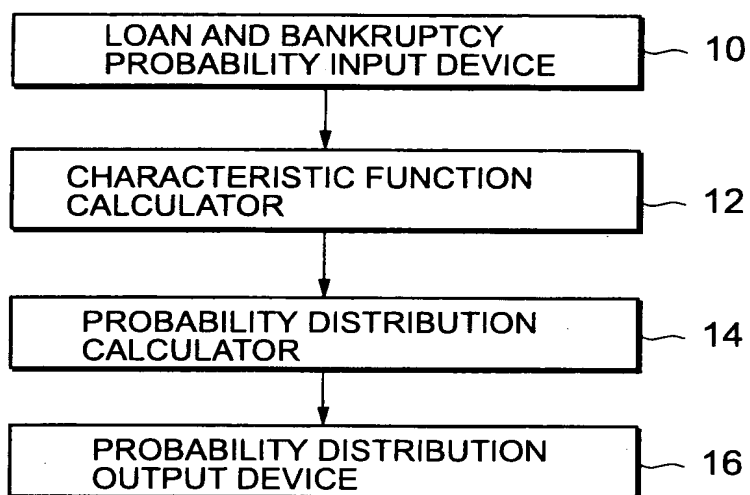 LOAN AND BANKRUPTCY
PROBABILITY INPUT DEVICE
10
CHARACTERISTIC FUNCTION
CALCULATOR
12
PROBABILITY DISTRIBUTION
CALCULATOR
14
PROBABILITY DISTRIBUTION
OUTPUT DEVICE
16